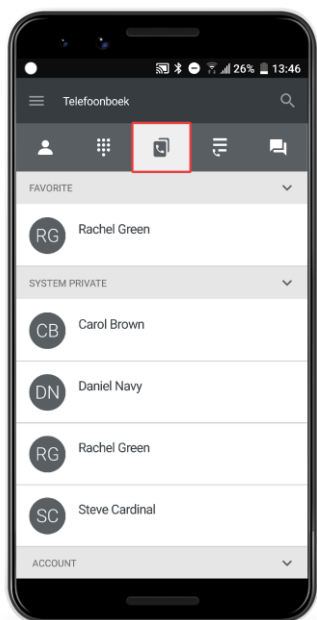 26% 13:46
Telefoonboek
FAVORITE
RG Rachel Green
SYSTEM PRIVATE
CB Carol Brown
DN Daniel Navy
RG Rachel Green
SC Steve Cardinal
ACCOUNT